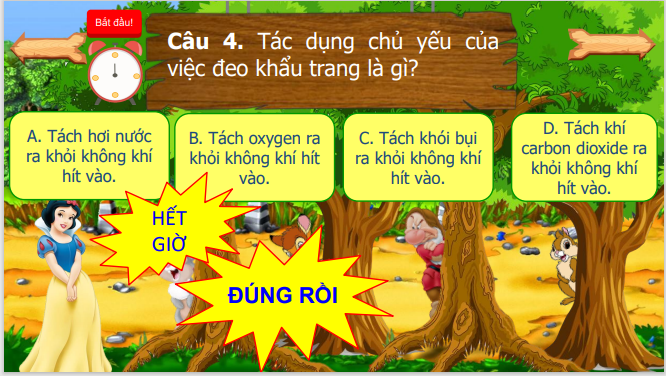 Bắt đầu!
Câu 4. Tác dụng chủ yếu của
việc đeo khẩu trang là gì?
A. Tách hơi nước
ra khỏi không khí
hít vào.
B. Tách oxygen ra
khỏi không khí hít
vào.
C. Tách khói bụi
ra khỏi không khí
hít vào.
D. Tách khí
carbon dioxide ra
khỏi không khí
hít vào.
HẾT
GIỜ
ĐÚNG RỒI